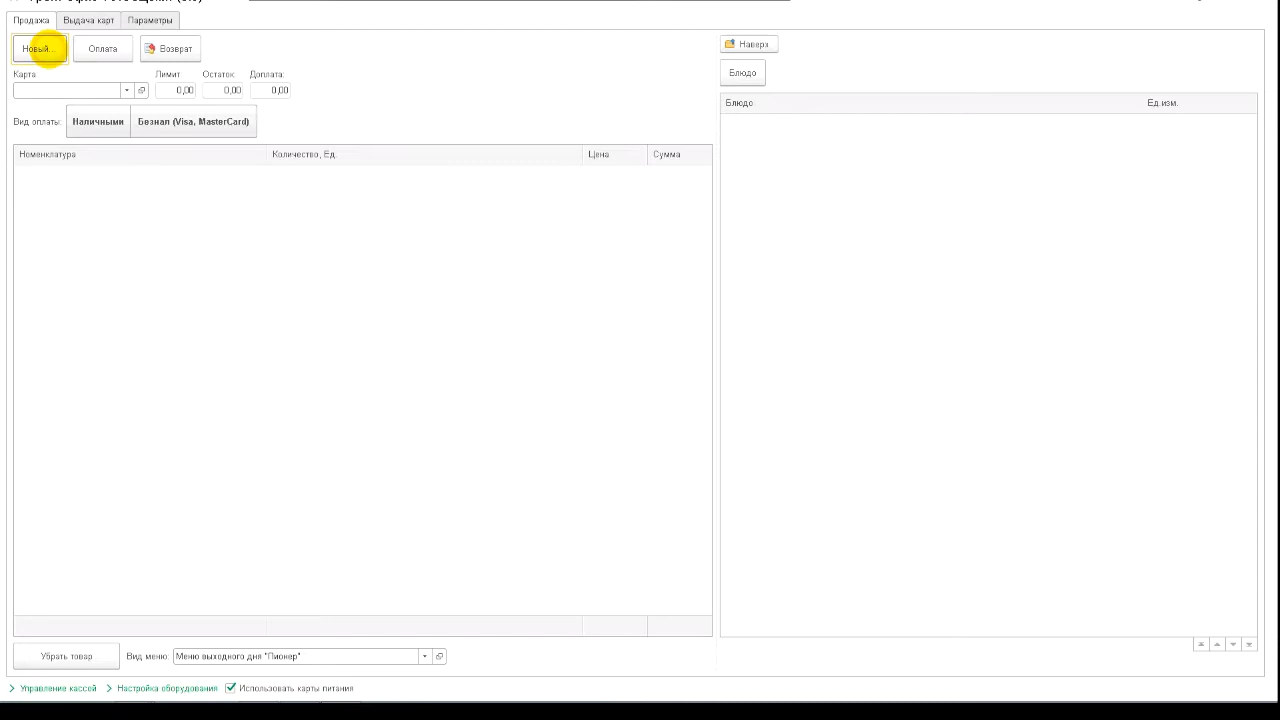 Продажа Выдача карт Параметры
Новый... Оплата Возврат
Карта: Лимит Остаток: Доплата:
0,00 0,00 0,00
Вид оплаты: Наличными Безнал (Visa, MasterCard)
Номенклатура Количество, Ед. Цена Сумма
Убрать товар Вид меню: Меню выходного дня "Пионер"
Управление кассой Настройка оборудования Использовать карты питания
Наверх
Блюдо
Блюдо Ед.изм.